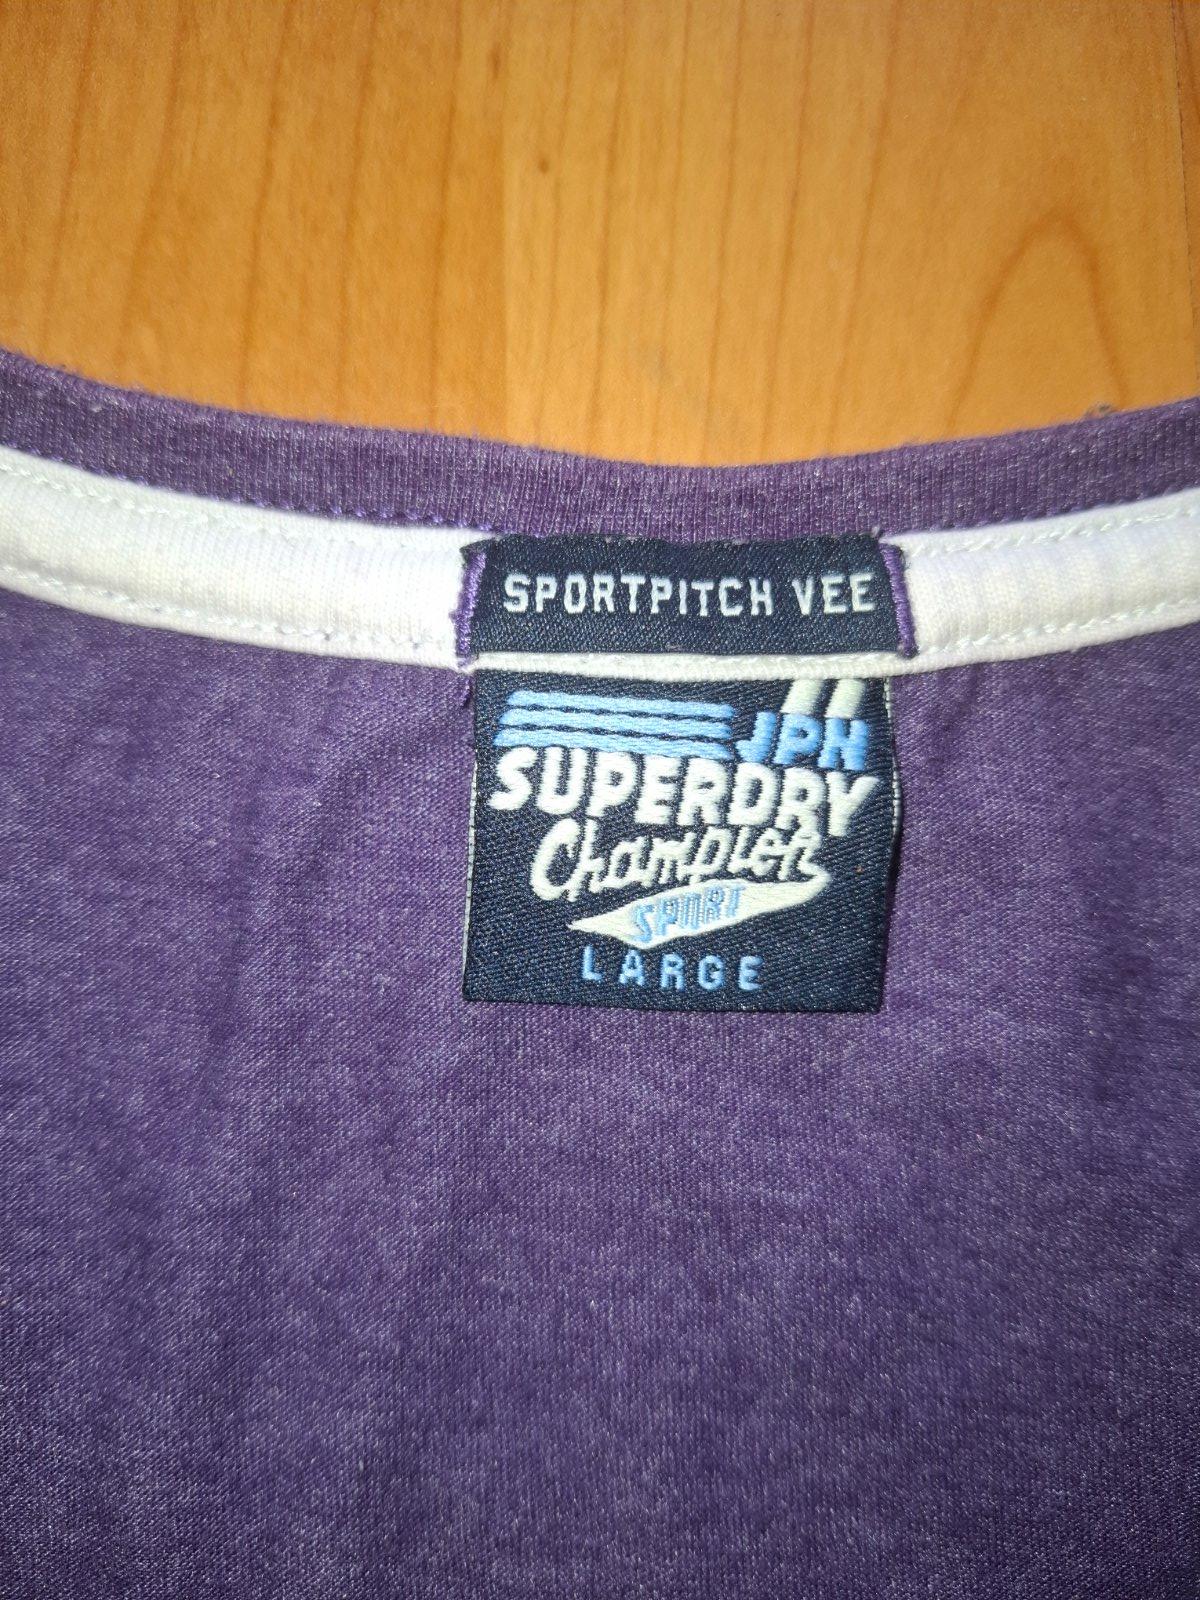 SPORTPITCH VEE
JPN
SUPERDRY
Champion
SPORT
LARGE